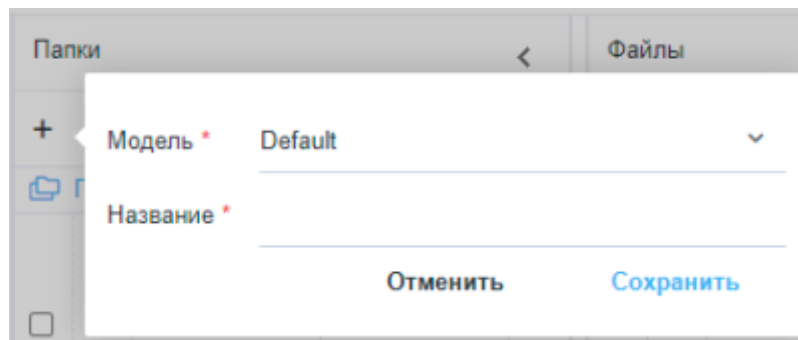 Папки
Файлы
Модель * Default
Название *
Отменить Сохранить